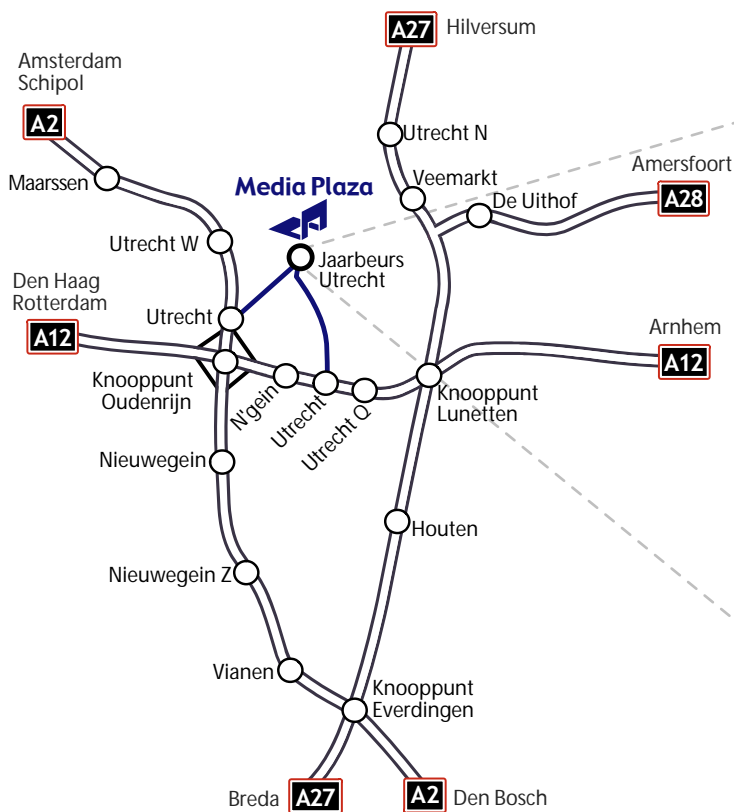 A27 Hilversum
Amsterdam
Schipol
A2
Utrecht N
Maarssen
Media Plaza
Veemarkt
Amersfoort
A28
De Uithof
Utrecht W
Jaarbeurs
Utrecht
Den Haag
Rotterdam
A12
Utrecht
Arnhem
A12
Knooppunt
Oudenrijn
N'gein
Utrecht
Utrecht Q
Knooppunt
Lunetten
Nieuwegein
Houten
Nieuwegein Z
Vianen
Knooppunt
Everdingen
Breda A27
A2 Den Bosch